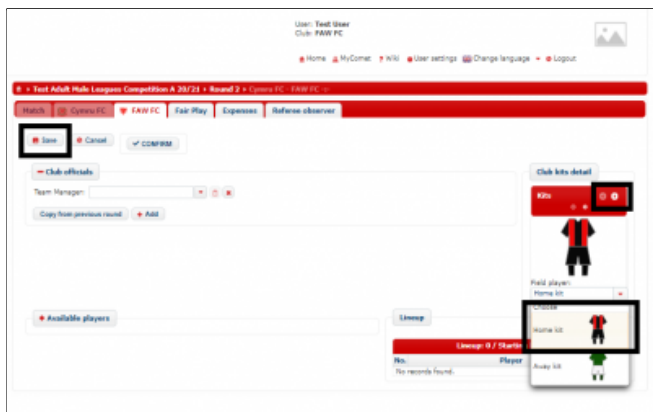 User: Test User
Club: FAW FC
Home MyComet Wiki User settings Change language Logout
Test Adult Male Leagues Competition A 20/21 Round 2 Cymru FC - FAW FC
Match Cymru FC FAW FC Fair Play Expenses Referee observer
Save Cancel CONFIRM
Club officials
Club kits detail
Team Manager:
Kits
Copy from previous round Add
Field player:
Home kit
Choose
Available players
Lineup
Home kit
Lineup: 0 / Startin
No. Player
Away kit
No records found.